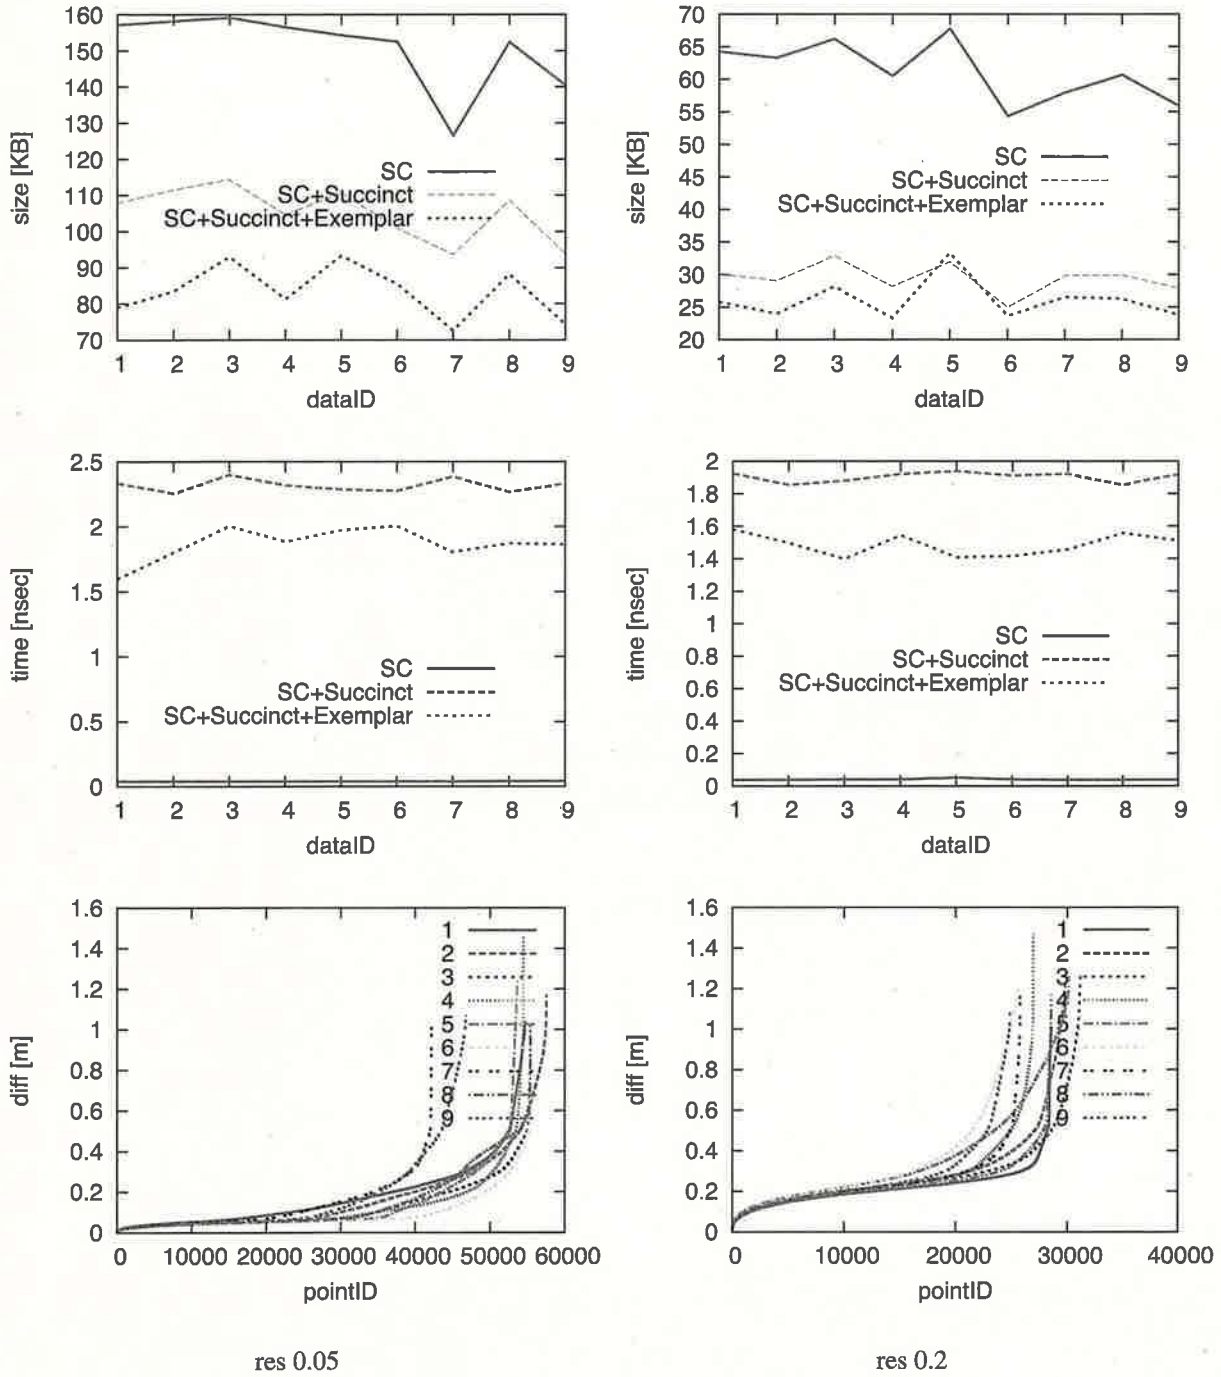 160
150
140
130
120
110
100
90
80
70
size [KB]
SC
SC+Succinct
SC+Succinct+Exemplar
1 2 3 4 5 6 7 8 9
dataID
70
65
60
55
50
45
40
35
30
25
20
size [KB]
SC
SC+Succinct
SC+Succinct+Exemplar
1 2 3 4 5 6 7 8 9
dataID
2.5
2
1.5
1
0.5
0
time [nsec]
SC
SC+Succinct
SC+Succinct+Exemplar
1 2 3 4 5 6 7 8 9
dataID
2
1.8
1.6
1.4
1.2
1
0.8
0.6
0.4
0.2
0
time [nsec]
SC
SC+Succinct
SC+Succinct+Exemplar
1 2 3 4 5 6 7 8 9
dataID
1.6
1.4
1.2
1
0.8
0.6
0.4
0.2
0
diff [m]
1
2
3
4
5
6
7
8
9
0 10000 20000 30000 40000 50000 60000
pointID
1.6
1.4
1.2
1
0.8
0.6
0.4
0.2
0
diff [m]
1
2
3
4
5
6
7
8
9
0 10000 20000 30000 40000
pointID
res 0.05
res 0.2